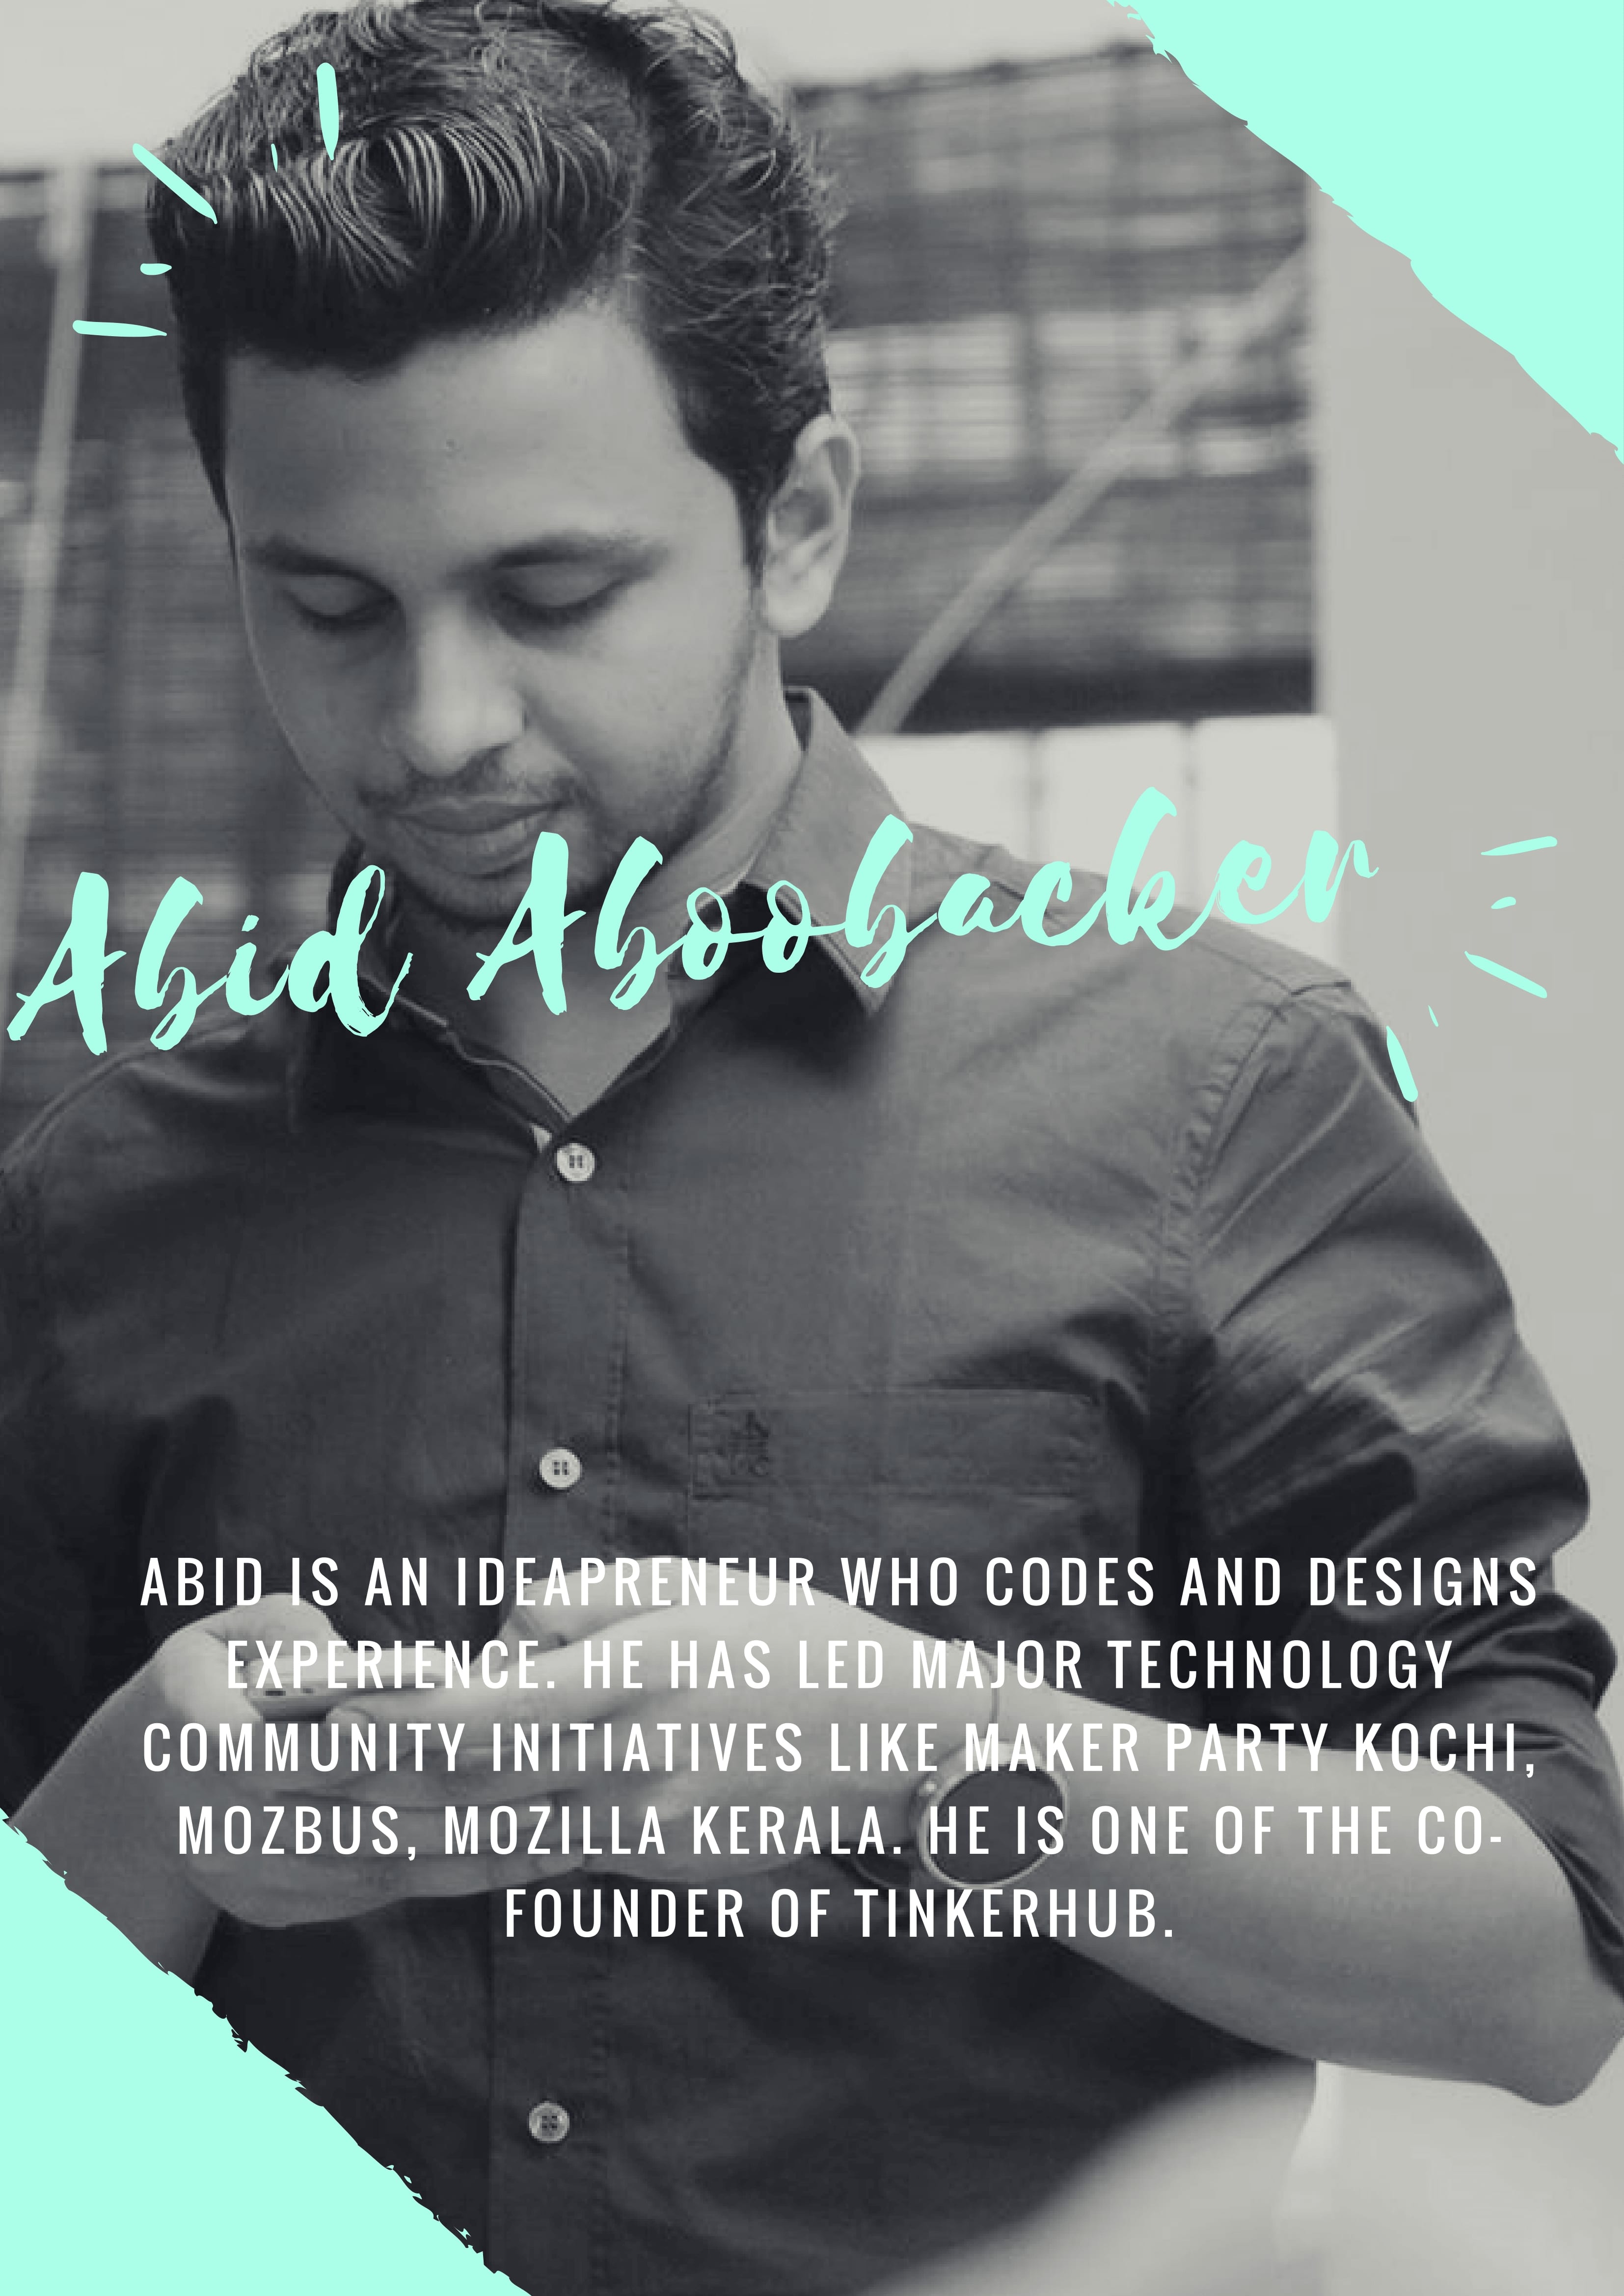 Abid Aboobacker
ABID IS AN IDEAPRENEUR WHO CODES AND DESIGNS
EXPERIENCE. HE HAS LED MAJOR TECHNOLOGY
COMMUNITY INITIATIVES LIKE MAKER PARTY KOCHI,
MOZBUS, MOZILLA KERALA. HE IS ONE OF THE CO-
FOUNDER OF TINKERHUB.